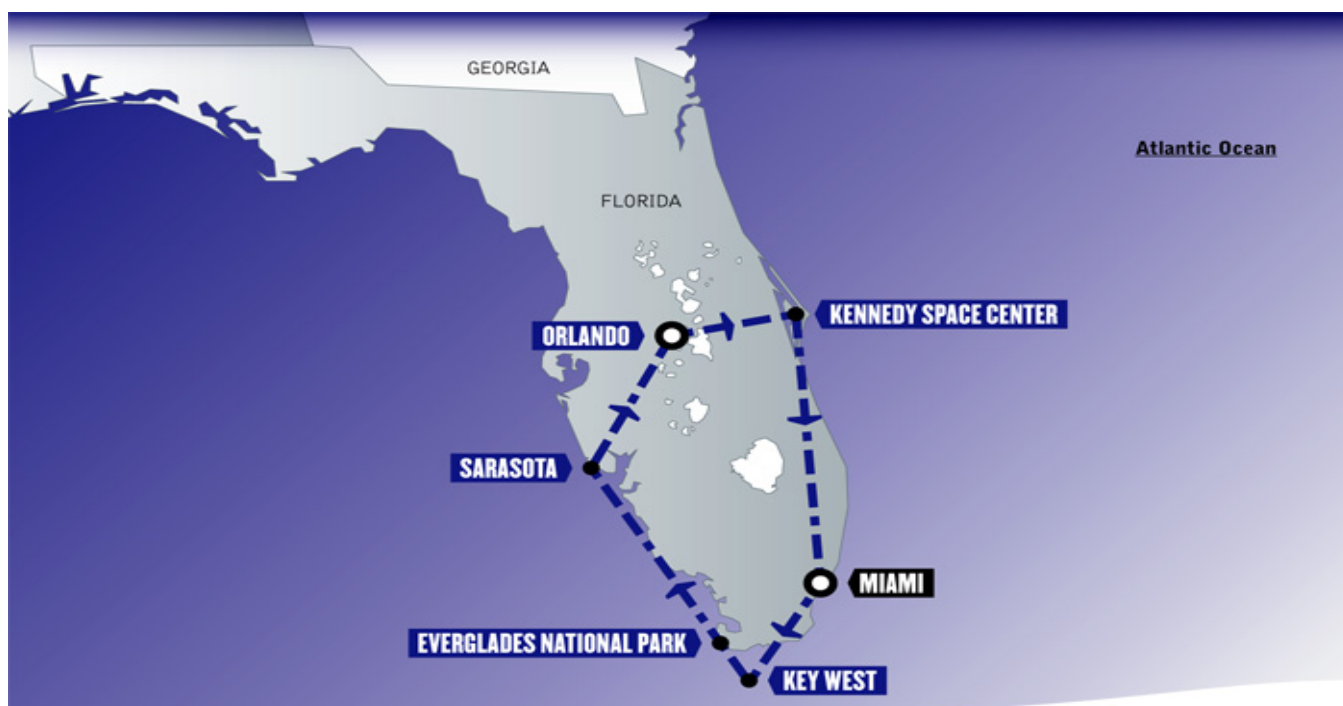 GEORGIA
Atlantic Ocean
FLORIDA
KENNEDY SPACE CENTER
ORLANDO
SARASOTA
MIAMI
EVERGLADES NATIONAL PARK
KEY WEST